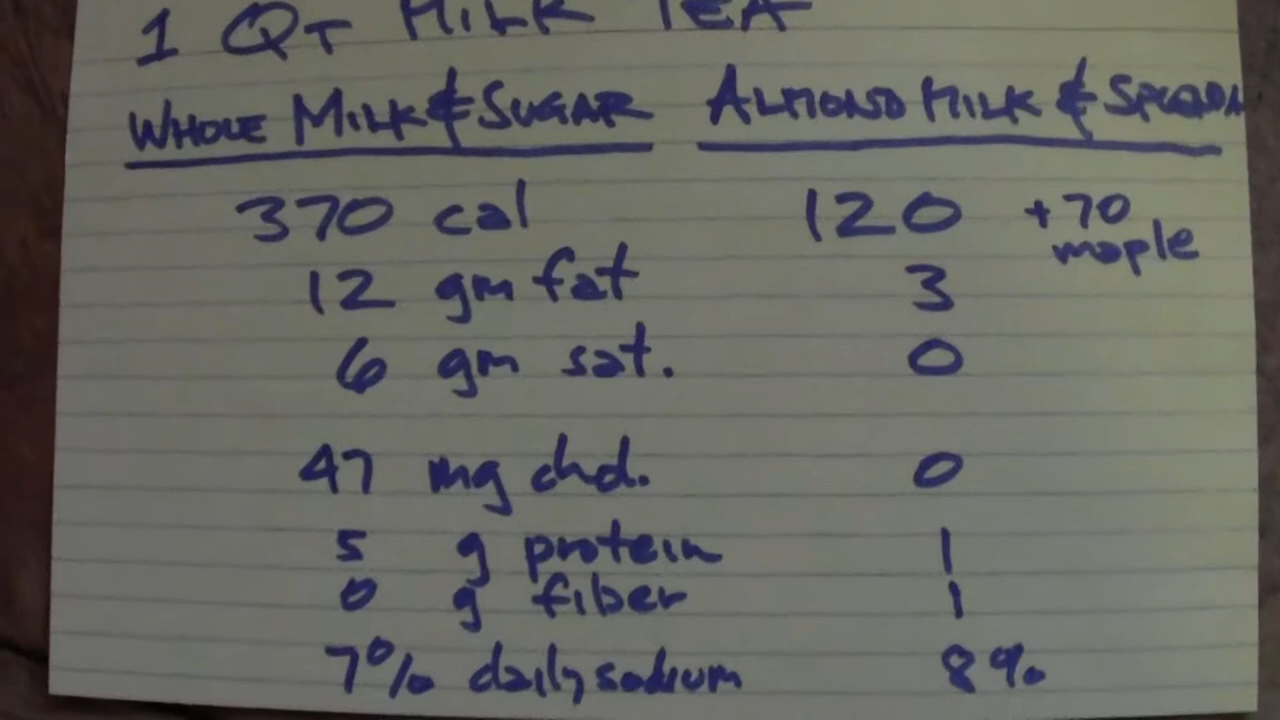 1 QT MILK TEA
WHOLE MILK & SUGAR ALMOND MILK &
370 cal 120 +70
maple
12 gm fat 3
6 gm sat. 0
47 mg chol. 0
5 g protein 1
0 g fiber 1
7% daily sodium 8%